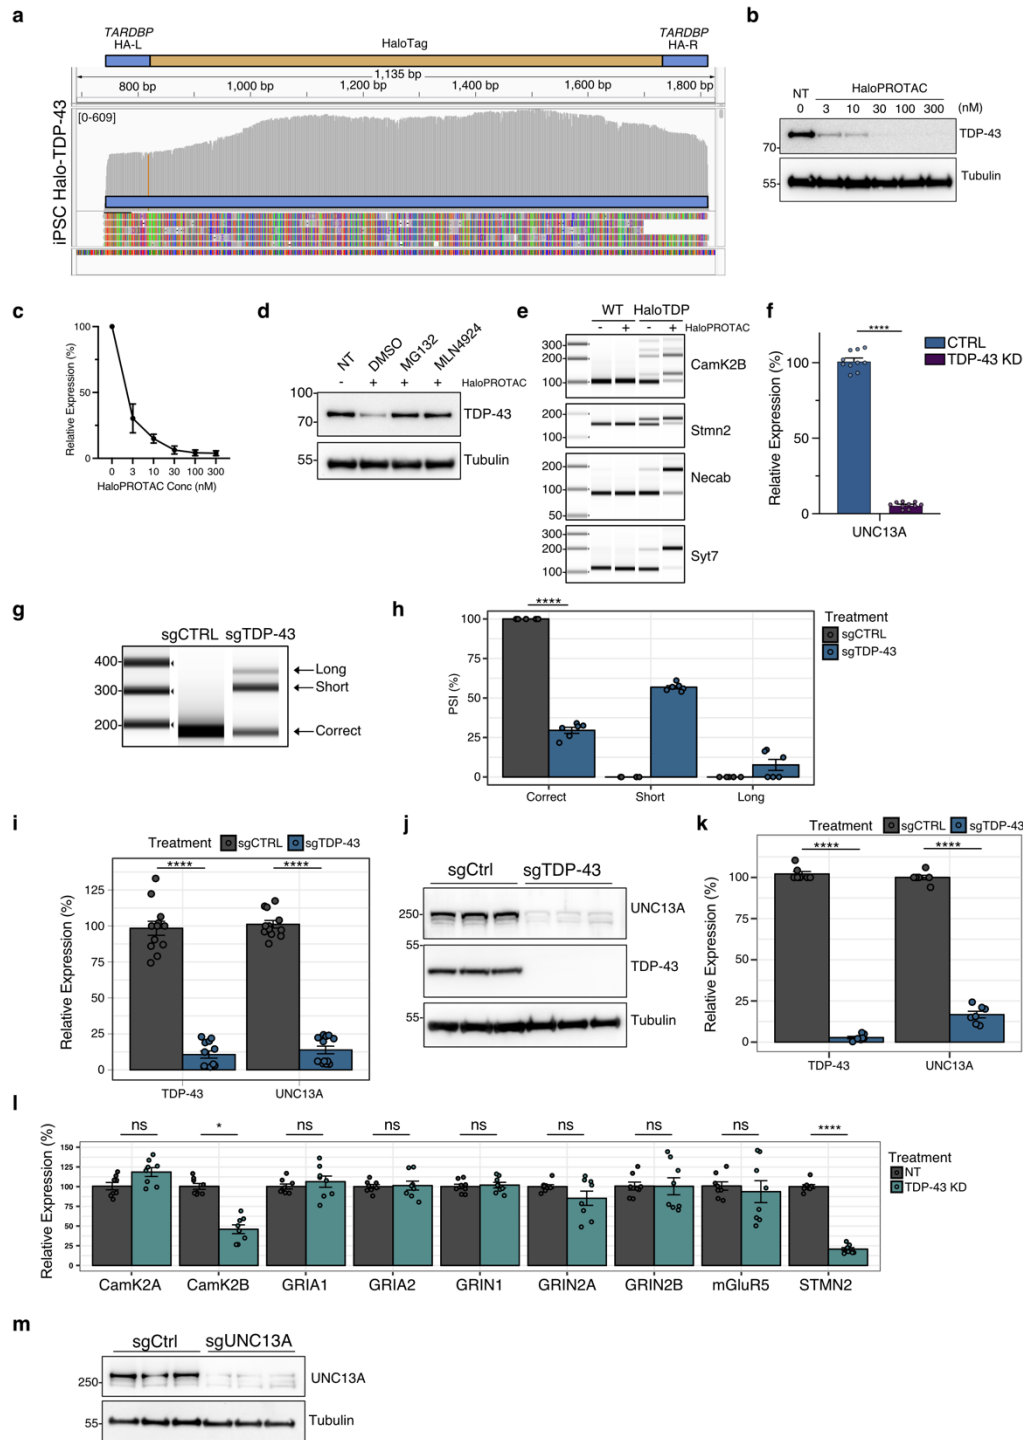 a
TARDBP
HA-L
HaloTag
TARDBP
HA-R
1,135 bp
800 bp
1,000 bp
1,200 bp
1,400 bp
1,600 bp
1,800 bp
[0-609]
iPSC Halo-TDP-43
b
NT
HaloPROTAC
0
3
10
30
100
300
(nM)
TDP-43
70
Tubulin
55
c
Relative Expression (%)
100
50
0
0
3
10
30
100
300
HaloPROTAC Conc (nM)
d
NT
DMSO
MG132
MLN4924
-
+
+
+
HaloPROTAC
100
70
TDP-43
55
Tubulin
e
WT
HaloTDP
-
+
-
+
HaloPROTAC
300
200
100
CamK2B
200
100
Stmn2
200
100
50
Necab
300
200
100
Syt7
f
Relative Expression (%)
100
50
0
****
UNC13A
CTRL
TDP-43 KD
g
sgCTRL
sgTDP-43
400
300
200
Long
Short
Correct
h
PSI (%)
100
75
50
25
0
****
Correct
Short
Long
Treatment
sgCTRL
sgTDP-43
i
Treatment
sgCTRL
sgTDP-43
Relative Expression (%)
125
100
75
50
25
0
****
****
TDP-43
UNC13A
j
sgCtrl
sgTDP-43
250
UNC13A
55
TDP-43
55
Tubulin
k
Treatment
sgCTRL
sgTDP-43
Relative Expression (%)
100
75
50
25
0
****
****
TDP-43
UNC13A
l
Relative Expression (%)
150
125
100
75
50
25
0
ns
*
ns
ns
ns
ns
ns
ns
****
CamK2A
CamK2B
GRIA1
GRIA2
GRIN1
GRIN2A
GRIN2B
mGluR5
STMN2
Treatment
NT
TDP-43 KD
m
sgCtrl
sgUNC13A
250
UNC13A
55
Tubulin